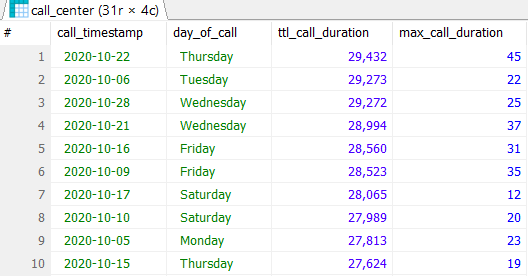 call_center (31r × 4c)
# call_timestamp day_of_call ttl_call_duration max_call_duration
1 2020-10-22 Thursday 29,432 45
2 2020-10-06 Tuesday 29,273 22
3 2020-10-28 Wednesday 29,272 25
4 2020-10-21 Wednesday 28,994 37
5 2020-10-16 Friday 28,560 31
6 2020-10-09 Friday 28,523 35
7 2020-10-17 Saturday 28,065 12
8 2020-10-10 Saturday 27,989 20
9 2020-10-05 Monday 27,813 23
10 2020-10-15 Thursday 27,624 19